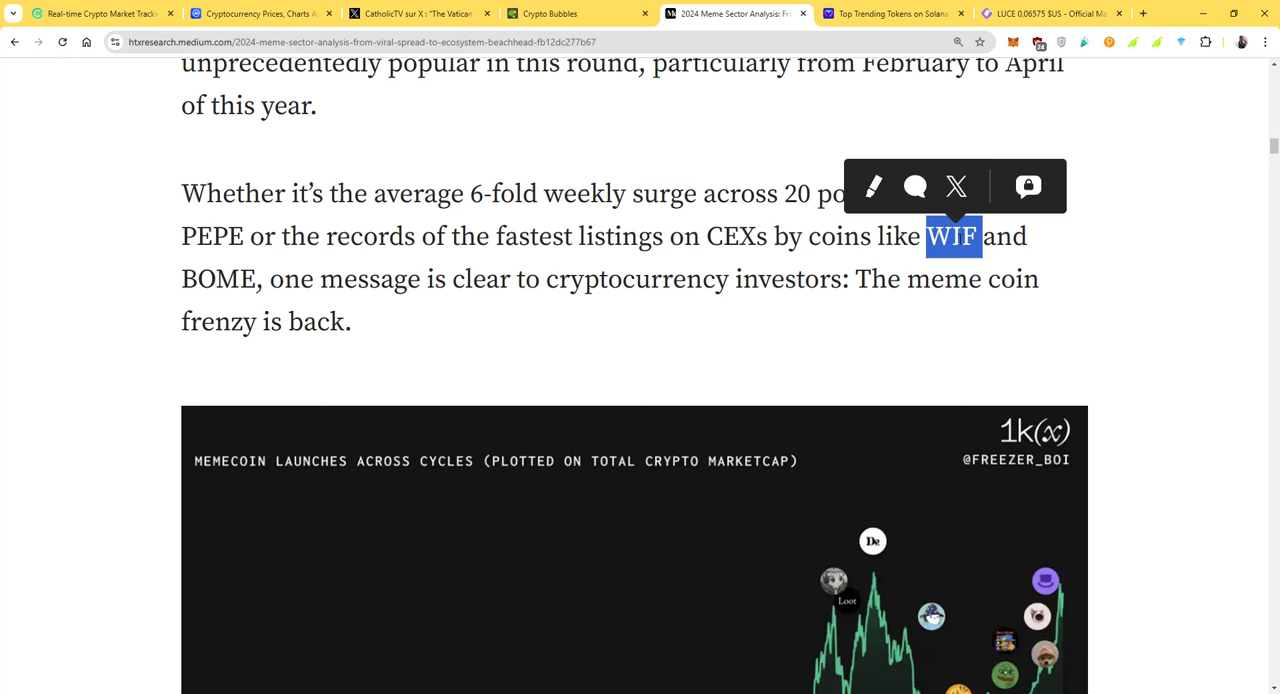 Real-time Crypto Market Tracki
Cryptocurrency Prices, Charts A
CatholicTV sur X : "The Vatican
Crypto Bubbles
2024 Meme Sector Analysis: Fr
Top Trending Tokens on Solana
LUCE 0,06575 $US - Official Ma
htxresearch.medium.com/2024-meme-sector-analysis-from-viral-spread-to-ecosystem-beachhead-fb12dc277b67
24
unprecedentedly popular in this round, particularly from February to April
of this year.
Whether it's the average 6-fold weekly surge across 20 po
PEPE or the records of the fastest listings on CEXs by coins like WIF and
BOME, one message is clear to cryptocurrency investors: The meme coin
frenzy is back.
1k(x)
MEMECOIN LAUNCHES ACROSS CYCLES (PLOTTED ON TOTAL CRYPTO MARKETCAP)
@FREEZER_BOI
De
Loot